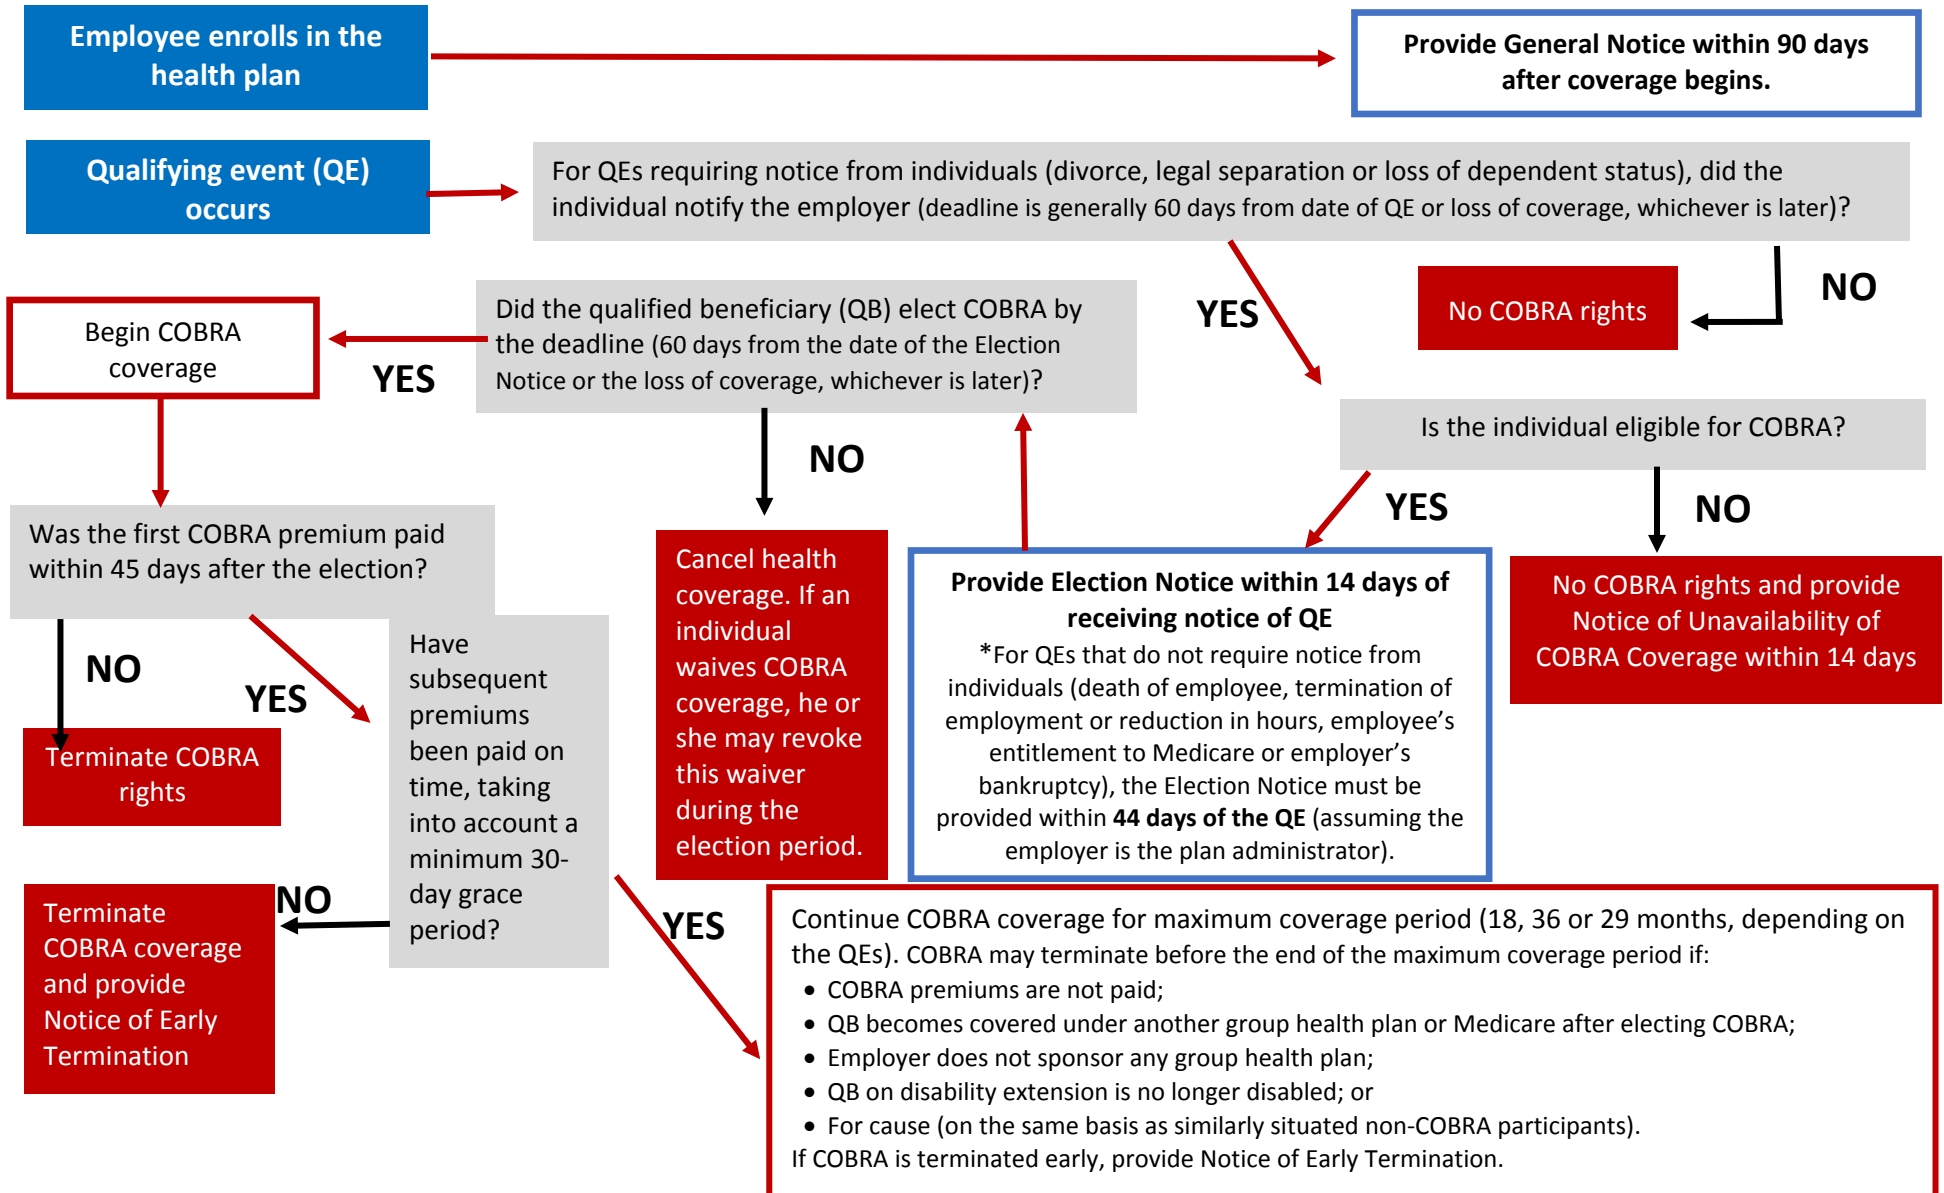 Employee enrolls in the
health plan
Provide General Notice within 90 days
after coverage begins.
Qualifying event (QE)
occurs
For QEs requiring notice from individuals (divorce, legal separation or loss of dependent status), did the
individual notify the employer (deadline is generally 60 days from date of QE or loss of coverage, whichever is later)?
YES
NO
No COBRA rights
Is the individual eligible for COBRA?
YES
NO
No COBRA rights and provide
Notice of Unavailability of
COBRA Coverage within 14 days
Provide Election Notice within 14 days of
receiving notice of QE
*For QEs that do not require notice from
individuals (death of employee, termination of
employment or reduction in hours, employee’s
entitlement to Medicare or employer’s
bankruptcy), the Election Notice must be
provided within 44 days of the QE (assuming the
employer is the plan administrator).
Did the qualified beneficiary (QB) elect COBRA by
the deadline (60 days from the date of the Election
Notice or the loss of coverage, whichever is later)?
YES
NO
Cancel health
coverage. If an
individual
waives COBRA
coverage, he or
she may revoke
this waiver
during the
election period.
Begin COBRA
coverage
Was the first COBRA premium paid
within 45 days after the election?
NO
YES
Terminate COBRA
rights
Have
subsequent
premiums
been paid on
time, taking
into account a
minimum 30-
day grace
period?
NO
YES
Terminate
COBRA coverage
and provide
Notice of Early
Termination
Continue COBRA coverage for maximum coverage period (18, 36 or 29 months, depending on
the QEs). COBRA may terminate before the end of the maximum coverage period if:
• COBRA premiums are not paid;
• QB becomes covered under another group health plan or Medicare after electing COBRA;
• Employer does not sponsor any group health plan;
• QB on disability extension is no longer disabled; or
• For cause (on the same basis as similarly situated non-COBRA participants).
If COBRA is terminated early, provide Notice of Early Termination.